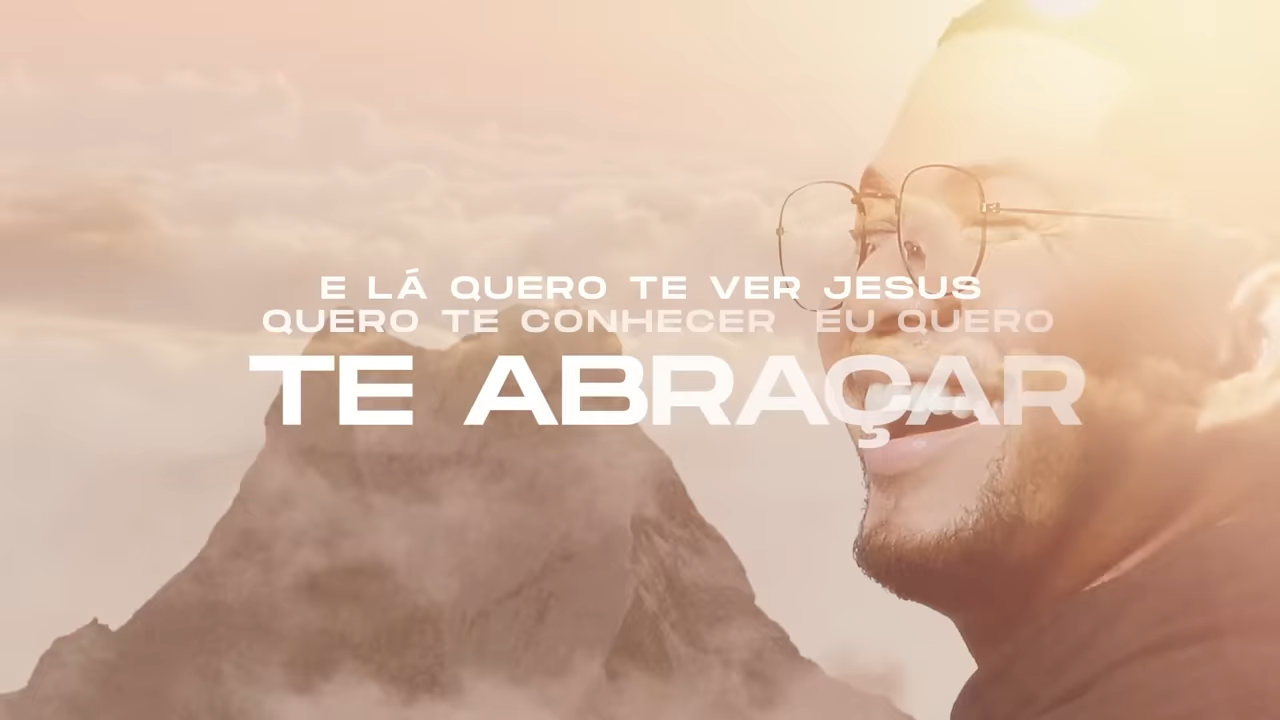 E LÁ QUERO TE VER JESUS
QUERO TE CONHECER EU QUERO
TE ABRAÇAR